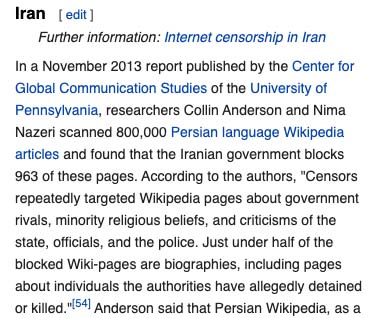 Iran [ edit ]
Further information: Internet censorship in Iran
In a November 2013 report published by the Center for
Global Communication Studies of the University of
Pennsylvania, researchers Collin Anderson and Nima
Nazeri scanned 800,000 Persian language Wikipedia
articles and found that the Iranian government blocks
963 of these pages. According to the authors, "Censors
repeatedly targeted Wikipedia pages about government
rivals, minority religious beliefs, and criticisms of the
state, officials, and the police. Just under half of the
blocked Wiki-pages are biographies, including pages
about individuals the authorities have allegedly detained
or killed."[54] Anderson said that Persian Wikipedia, as a